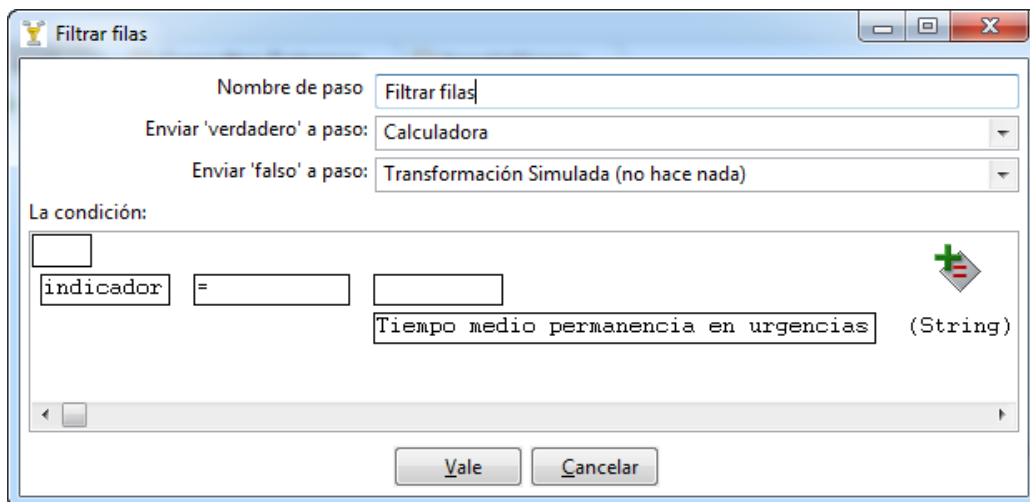 Filtrar filas
Nombre de paso Filtrar filas
Enviar 'verdadero' a paso: Calculadora
Enviar 'falso' a paso: Transformación Simulada (no hace nada)
La condición:
indicador =
Tiempo medio permanencia en urgencias (String)
Vale Cancelar